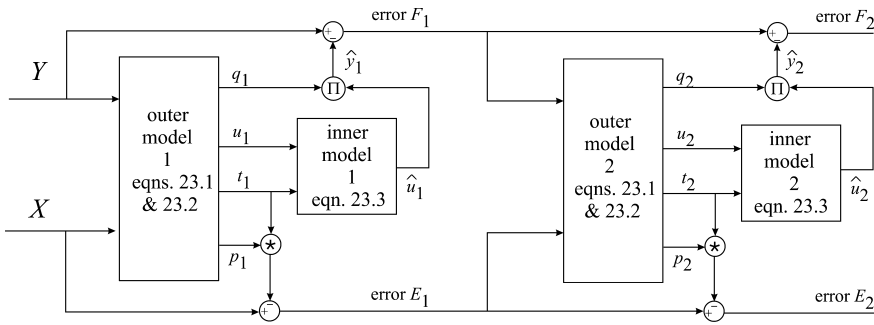 error F₁
error F₂
Y
q₁
ŷ₁
Π
outer
model
1
eqns. 23.1
& 23.2
u₁
t₁
inner
model
1
eqn. 23.3
û₁
X
p₁
*
error E₁
q₂
ŷ₂
Π
outer
model
2
eqns. 23.1
& 23.2
u₂
t₂
inner
model
2
eqn. 23.3
û₂
p₂
*
error E₂